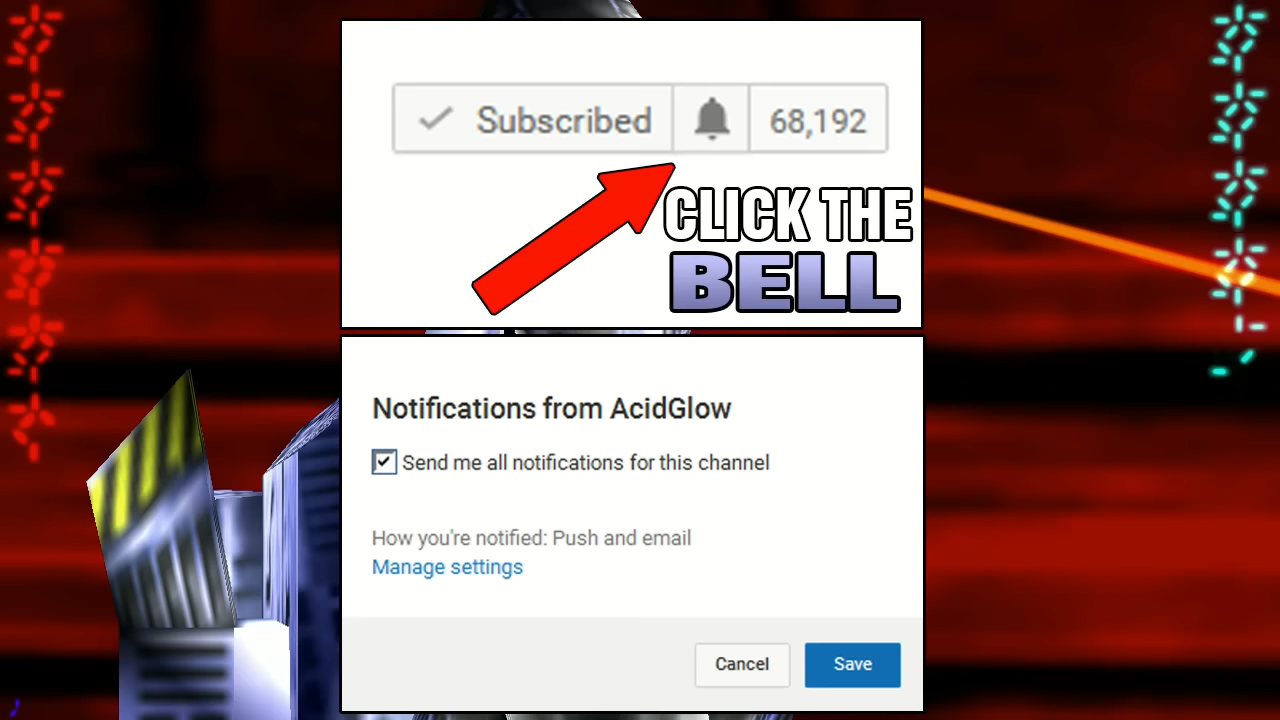 Subscribed 68,192
CLICK THE
BELL
Notifications from AcidGlow
Send me all notifications for this channel
How you're notified: Push and email
Manage settings
Cancel Save